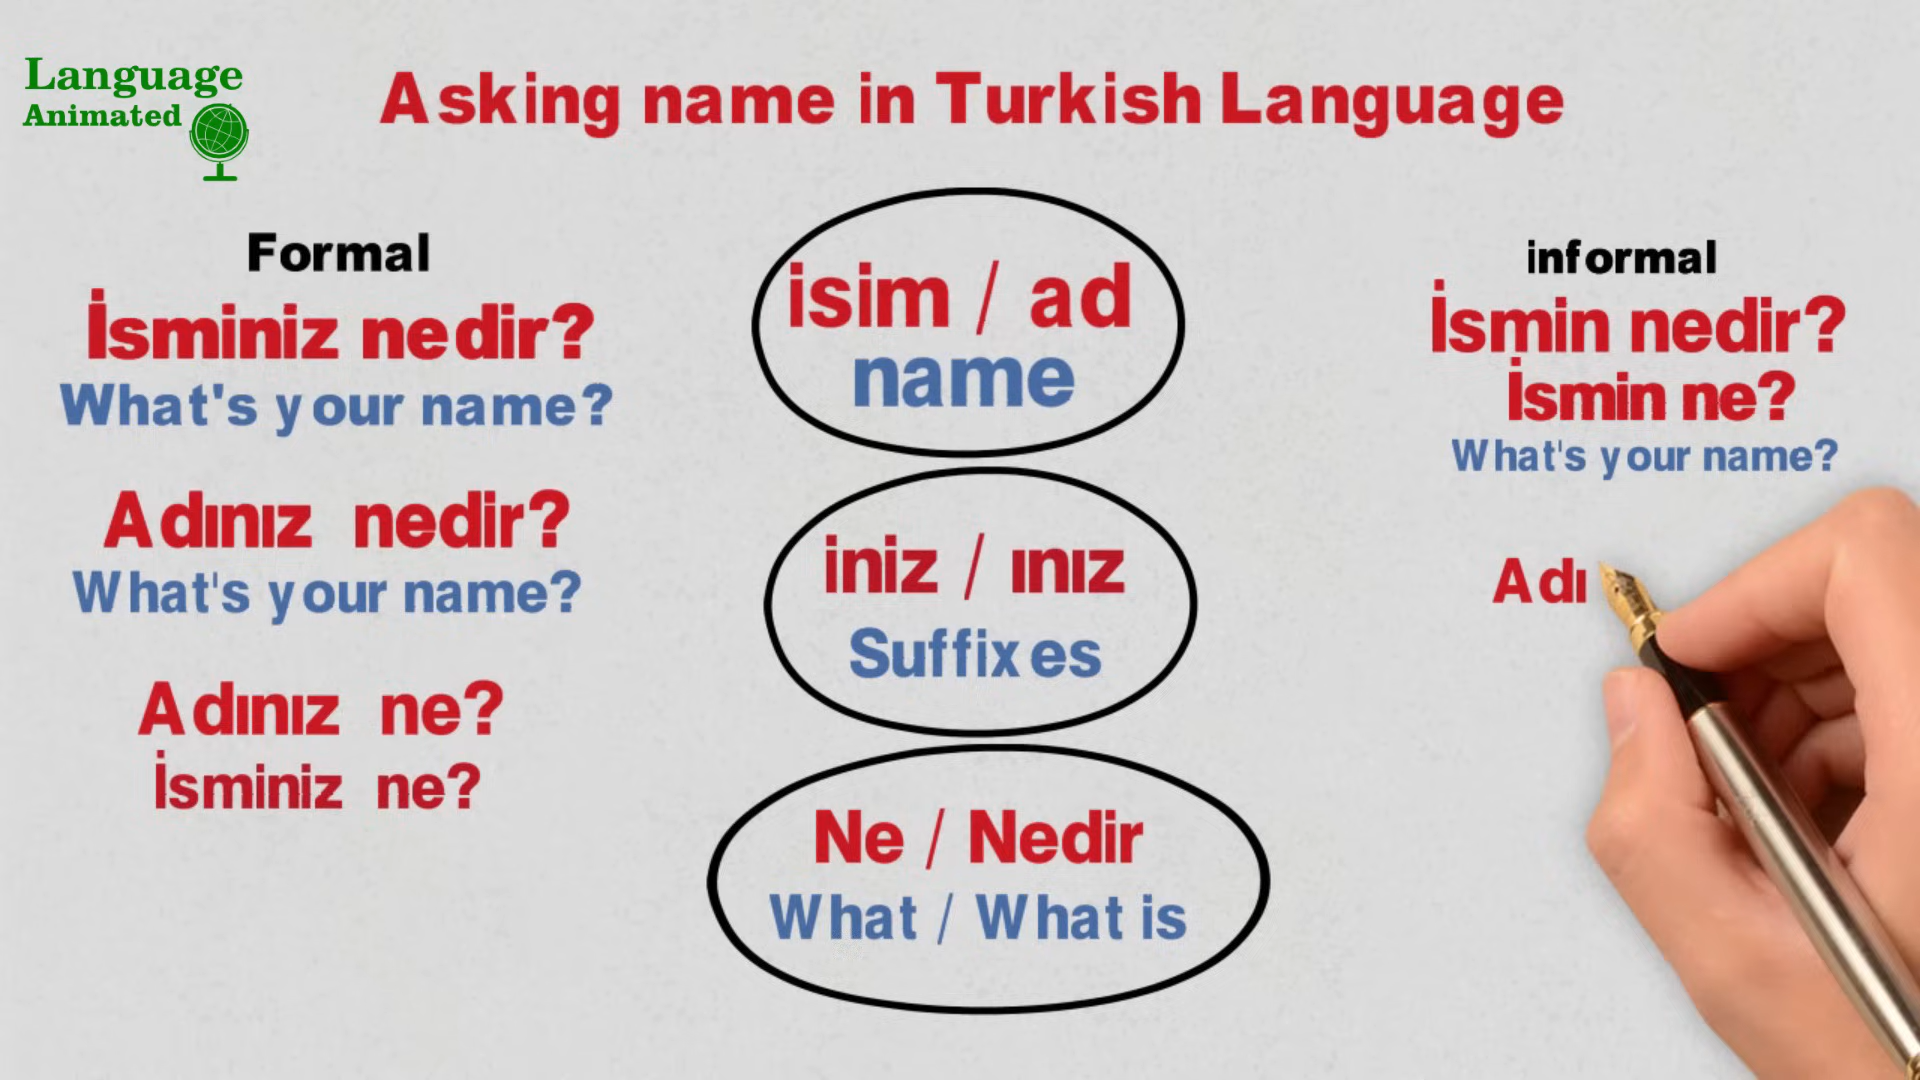 Language
Animated
Asking name in Turkish Language
Formal
İsminiz nedir?
What's your name?
Adınız nedir?
What's your name?
Adınız ne?
İsminiz ne?
isim / ad
name
iniz / ınız
Suffixes
Ne / Nedir
What / What is
informal
İsmin nedir?
İsmin ne?
What's your name?
Adı